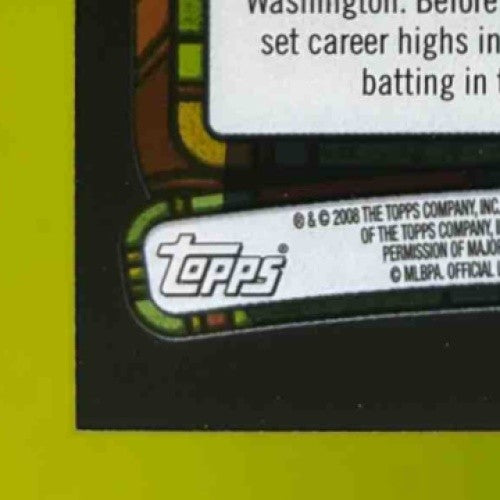 Washington. Before
set career highs in
batting in
® & © 2008 THE TOPPS COMPANY, INC.
OF THE TOPPS COMPANY,
PERMISSION OF
© MLBPA. OFFICIAL
TOPPS®